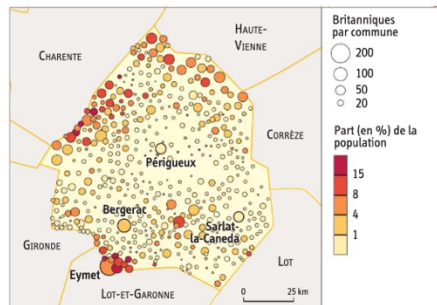 HAUTE-
VIENNE
CHARENTE
CORRÈZE
Périgueux
Bergerac
Sarlat-
la-Canéda
GIRONDE
Eymet
LOT
LOT-ET-GARONNE
0 25 km
Britanniques
par commune
200
100
50
20
Part (en %) de la
population
15
8
4
1